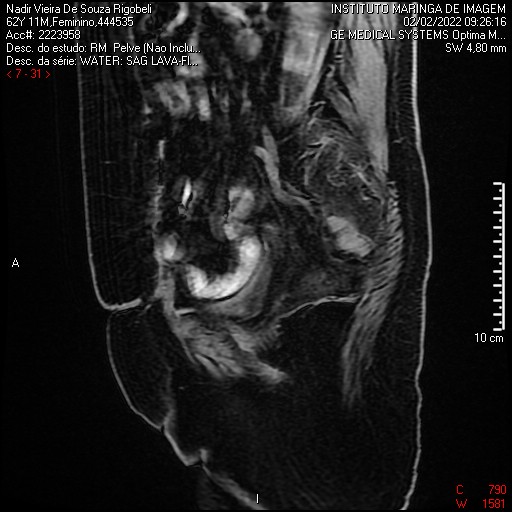 Nadir Vieira De Souza Rigobeli
62Y 11M,Feminino,444535
Acc#: 2223958
Desc. do estudo: RM Pelve (Nao Inclu...
Desc. da série: WATER: SAG LAVA-Fl...
< 7 - 31 >
INSTITUTO MARINGA DE IMAGEM
02/02/2022 09:26:16
GE MEDICAL SYSTEMS Optima M...
SW 4,80 mm
A
10 cm
I
C 790
W 1581